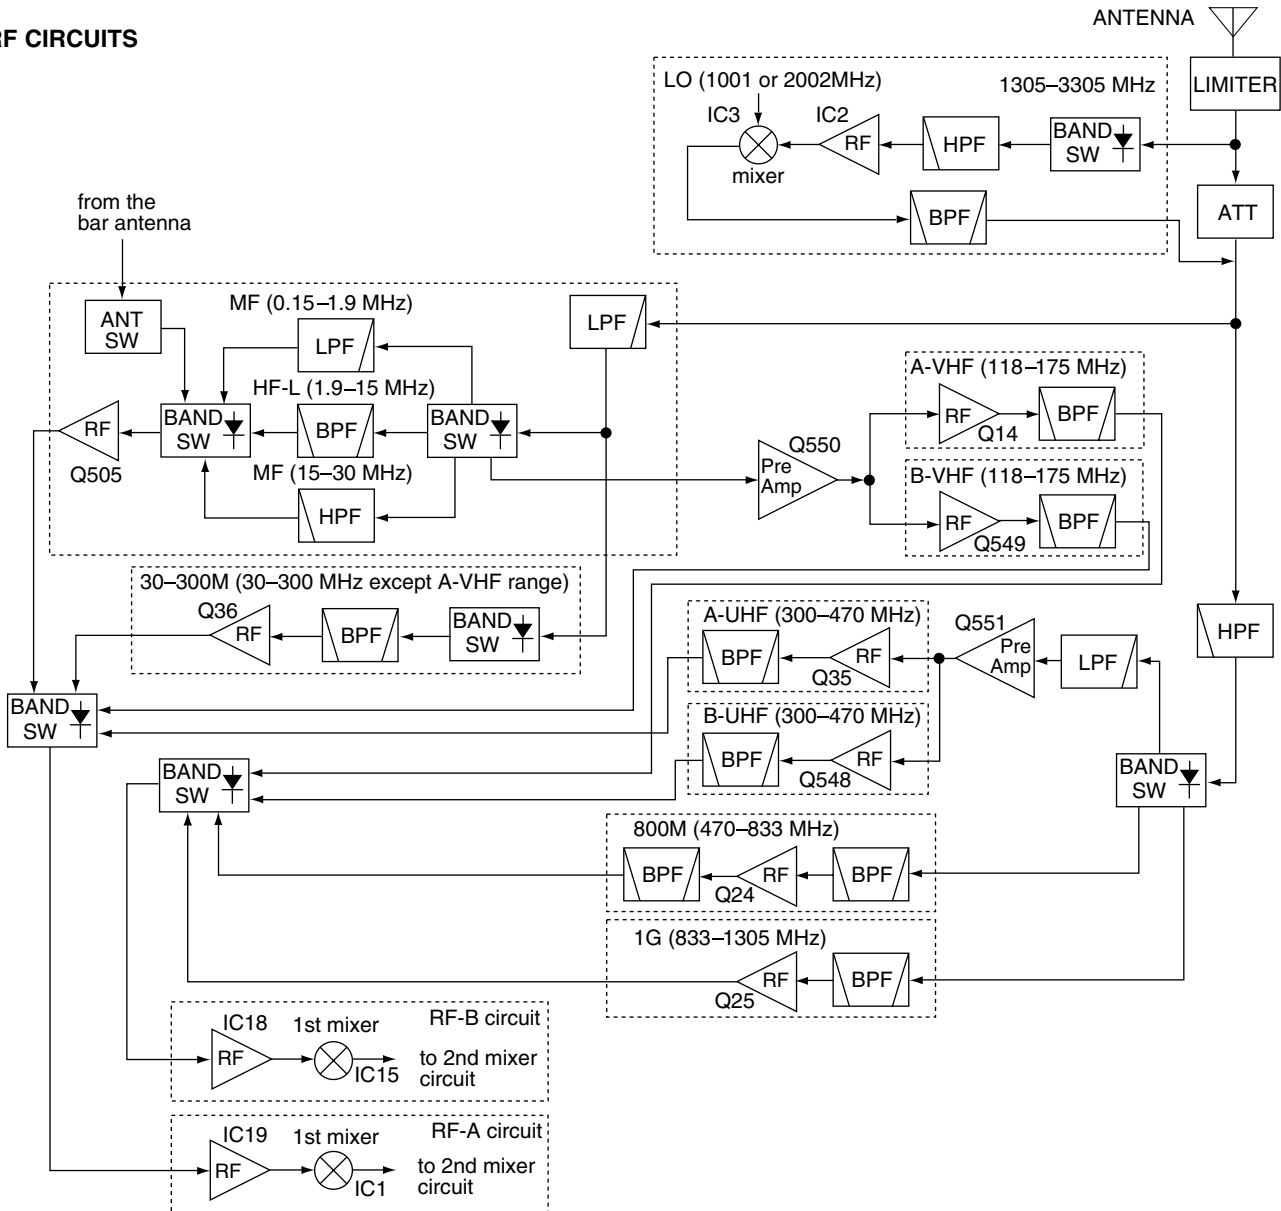 RF CIRCUITS
ANTENNA
LIMITER
LO (1001 or 2002MHz)
1305–3305 MHz
IC3
IC2
RF
HPF
BAND
SW
mixer
BPF
ATT
from the
bar antenna
MF (0.15–1.9 MHz)
ANT
SW
LPF
LPF
HF-L (1.9–15 MHz)
RF
Q505
BAND
SW
BPF
BAND
SW
MF (15–30 MHz)
HPF
A-VHF (118–175 MHz)
RF
Q14
BPF
Q550
Pre
Amp
B-VHF (118–175 MHz)
RF
Q549
BPF
30–300M (30–300 MHz except A-VHF range)
Q36
RF
BPF
BAND
SW
A-UHF (300–470 MHz)
BPF
RF
Q35
Q551
Pre
Amp
LPF
HPF
BAND
SW
B-UHF (300–470 MHz)
BPF
RF
Q548
BAND
SW
BAND
SW
800M (470–833 MHz)
BPF
RF
Q24
BPF
1G (833–1305 MHz)
RF
Q25
BPF
RF-B circuit
IC18
1st mixer
RF
IC15
to 2nd mixer
circuit
RF-A circuit
IC19
1st mixer
RF
IC1
to 2nd mixer
circuit